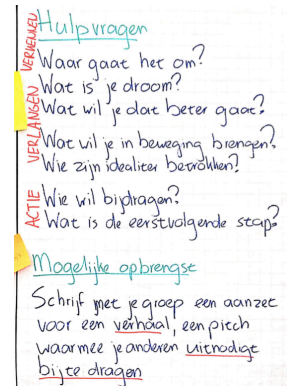 Hulpvragen
VERKENNEN
Waar gaat het om?
Wat is je droom?
Wat wil je dat beter gaat?
VERLANGEN
Wat wil je in beweging brengen?
Wie zijn idealiter betrokken?
ACTIE
Wie wil bijdragen?
Wat is de eerstvolgende stap?
Mogelijke opbrengst
Schrijf met je groep een aanzet
voor een verhaal, een pitch
waarmee je anderen uitnodigt
bij te dragen